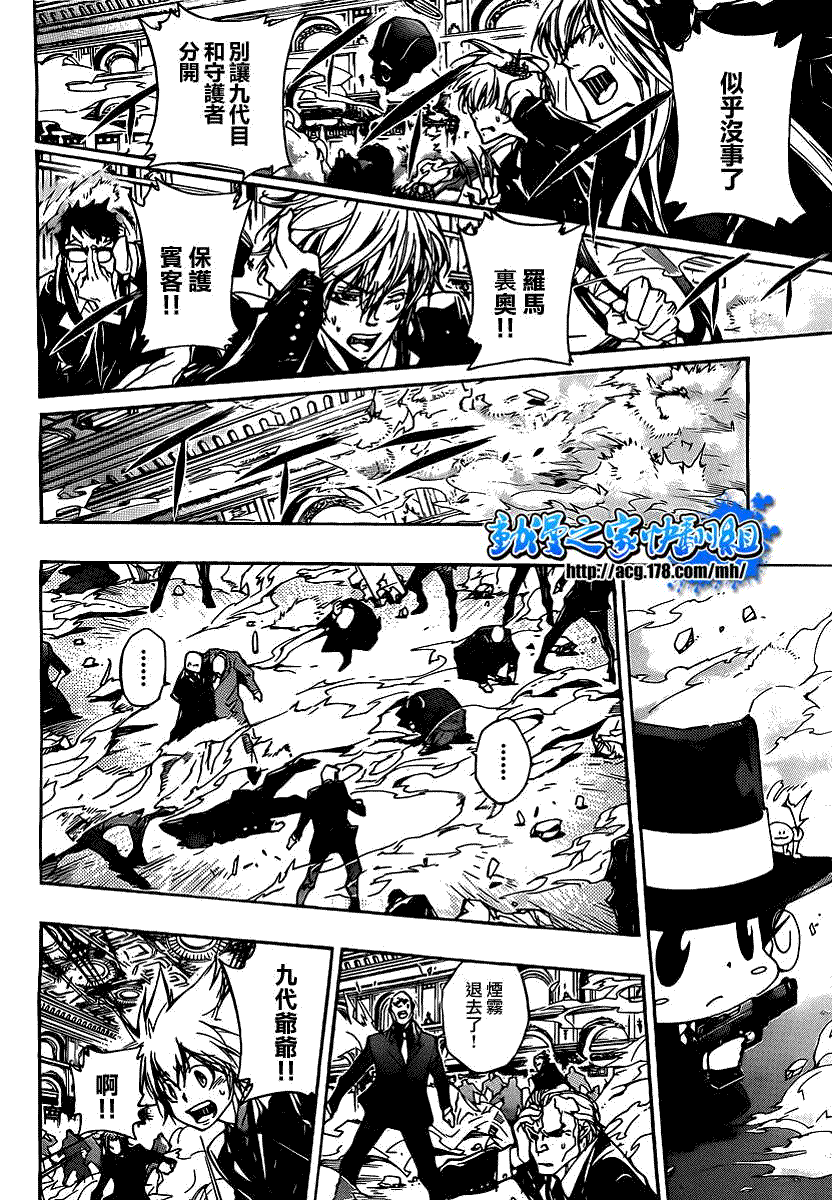 似乎沒事了
別讓九代目
和守護者
分開
羅馬
裏奧!!
保護
賓客!!
動漫之家快翻組
http://acg.178.com/mh/
……
……
煙霧
退去了!
九代爺爺!!
啊!!